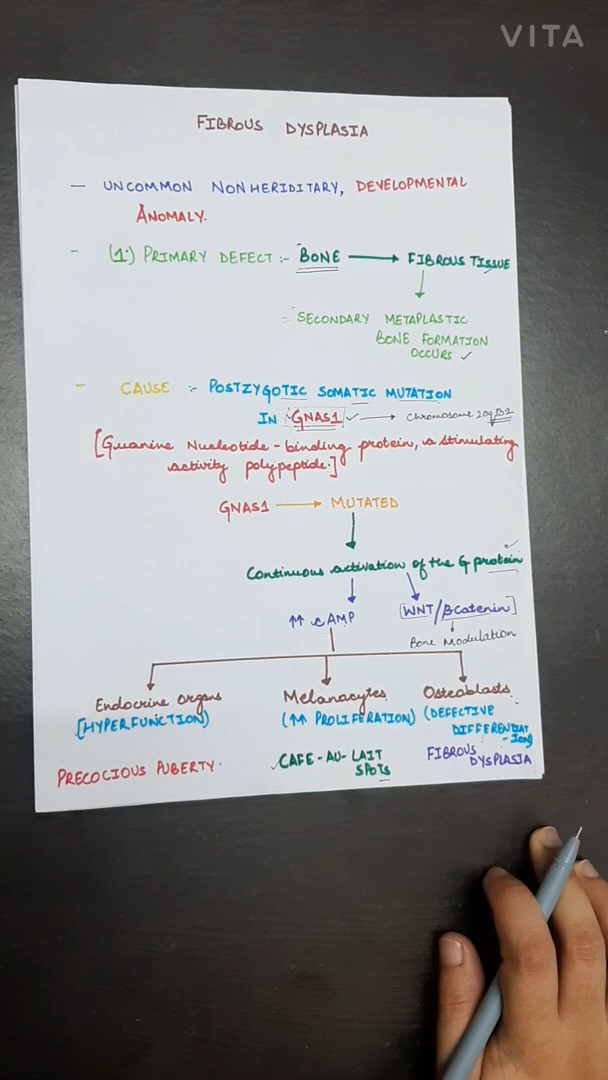 VITA
FIBROUS DYSPLASIA
- UNCOMMON NONHERIDITARY, DEVELOPMENTAL
ANOMALY.
- (1.) PRIMARY DEFECT :- BONE → FIBROUS TISSUE
↓
SECONDARY METAPLASTIC
BONE FORMATION
OCCURS ✓
- CAUSE :- POSTZYGOTIC SOMATIC MUTATION
IN GNAS1 ✓ → Chromosome 20q13.2
[Guanine Nucleotide-binding protein, α stimulating
activity polypeptide.]
GNAS1 → MUTATED
↓
Continuous activation of the G protein ✓
↑↑ cAMP [WNT/βcatenin]
↓
Bone Modulation
Endocrine organs Melanacytes Osteoblasts
[HYPERFUNCTION) (↑↑ PROLIFERATION) (DEFECTIVE
DIFFERENTIAT
-ION)
PRECOCIOUS PUBERTY. ✓ CAFE-AU-LAIT
SPOTS
FIBROUS
DYSPLASIA